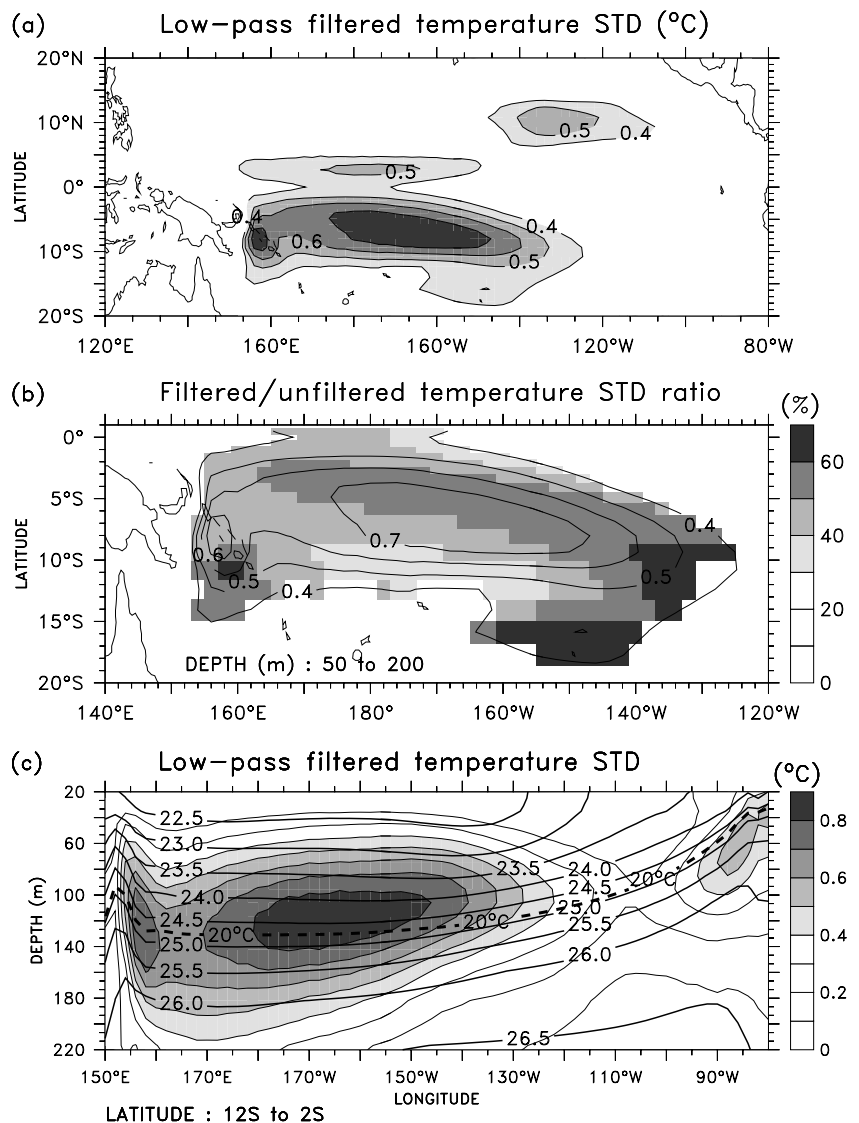 (a) Low-pass filtered temperature STD (°C)
20°N
10°N
0°
10°S
20°S
LATITUDE
0.5
0.4
0.5
0.4
0.4
0.6
0.5
120°E 160°E 160°W 120°W 80°W
(b) Filtered/unfiltered temperature STD ratio
(%)
0°
5°S
10°S
15°S
20°S
LATITUDE
0.4
0.7
0.6
0.5
0.5
0.4
DEPTH (m) : 50 to 200
60
40
20
0
140°E 160°E 180°W 160°W 140°W 120°W
(c) Low-pass filtered temperature STD
(°C)
20
60
100
140
180
220
DEPTH (m)
22.5
23.0
23.5
23.5
24.0
24.0
24.5
20°C
24.5
25.0
20°C
20°C
25.0
25.5
25.5
26.0
26.0
26.5
0.8
0.6
0.4
0.2
0
150°E 170°E 170°W 150°W 130°W 110°W 90°W
LONGITUDE
LATITUDE : 12S to 2S